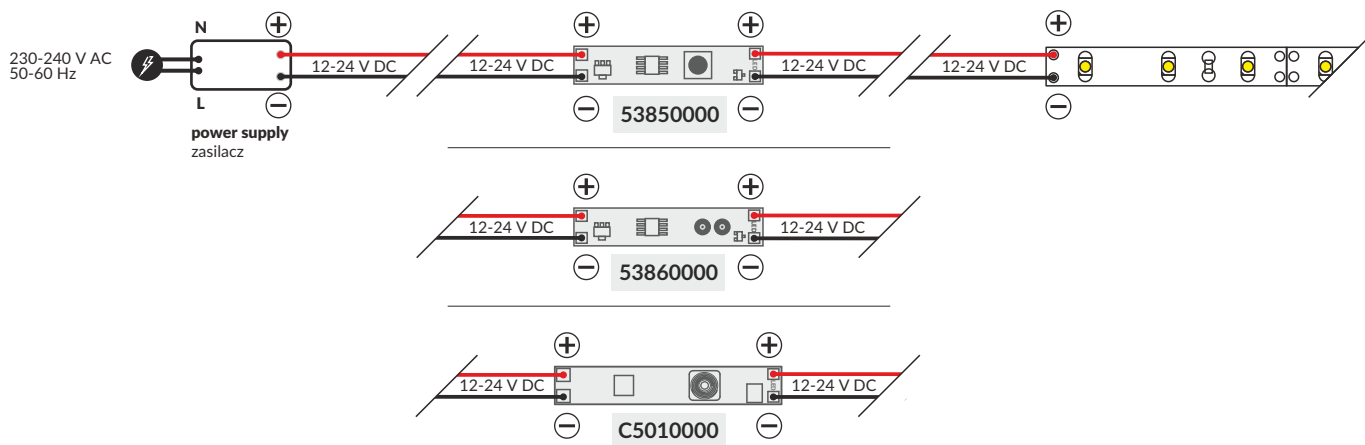 230-240 V AC
50-60 Hz
N
L
+
−
power supply
zasilacz
12-24 V DC
12-24 V DC
+
−
+
−
53850000
12-24 V DC
12-24 V DC
+
−
12-24 V DC
+
−
+
−
53860000
12-24 V DC
12-24 V DC
+
−
+
−
C5010000
12-24 V DC